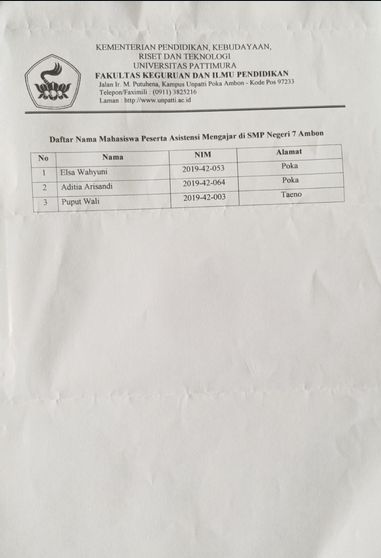 KEMENTERIAN PENDIDIKAN, KEBUDAYAAN,
RISET DAN TEKNOLOGI
UNIVERSITAS PATTIMURA
FAKULTAS KEGURUAN DAN ILMU PENDIDIKAN
Jalan Ir. M. Putuhena, Kampus Unpatti Poka Ambon - Kode Pos 97233
Telepon/Faximili : (0911) 3825216
Laman : http://www.unpatti.ac.id
Daftar Nama Mahasiswa Peserta Asistensi Mengajar di SMP Negeri 7 Ambon
No Nama NIM Alamat
1 Elsa Wahyuni 2019-42-053 Poka
2 Aditia Arisandi 2019-42-064 Poka
3 Puput Wali 2019-42-003 Taeno